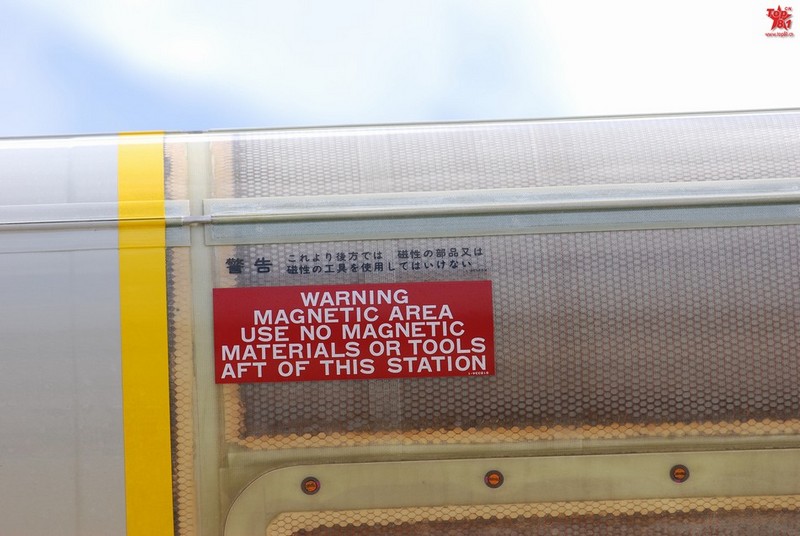 警告 これより後方では 磁性の部品又は
磁性の工具を使用してはいけない
WARNING
MAGNETIC AREA
USE NO MAGNETIC
MATERIALS OR TOOLS
AFT OF THIS STATION